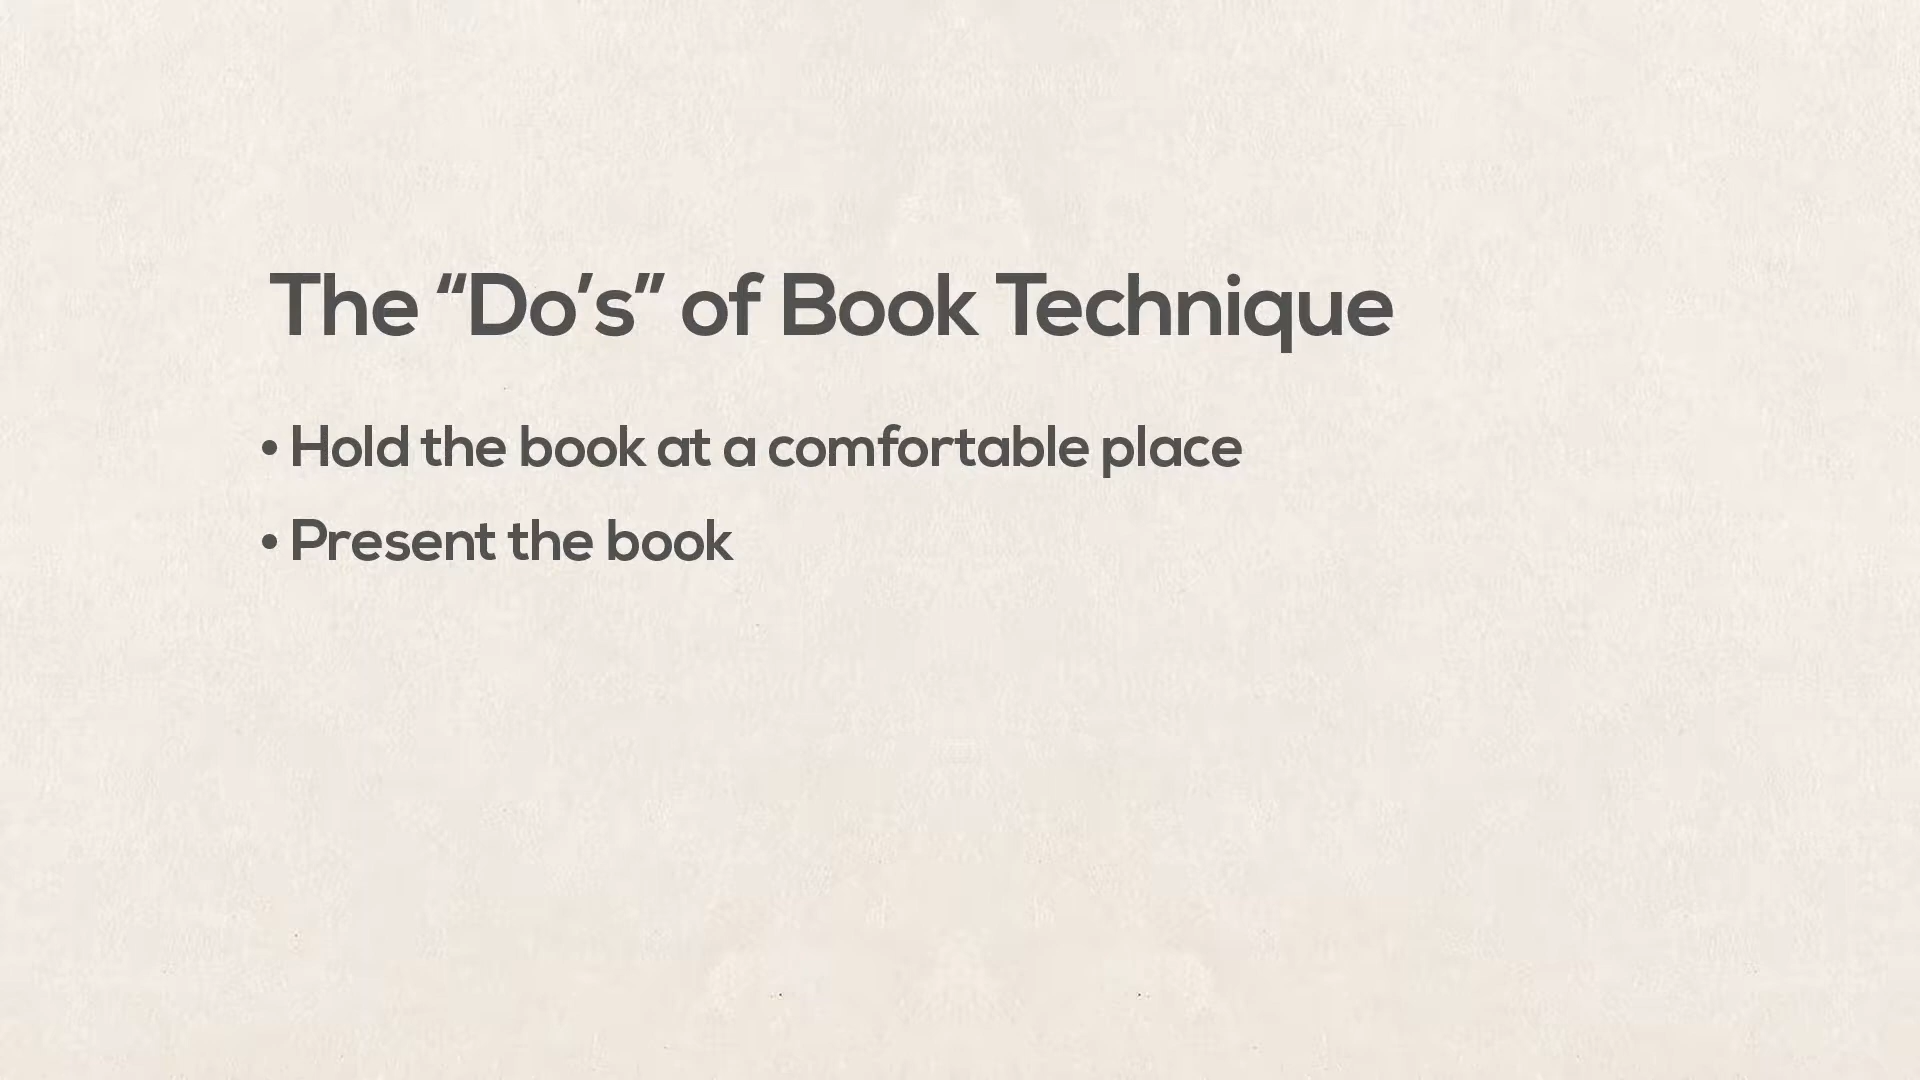 The “Do’s” of Book Technique
• Hold the book at a comfortable place
• Present the book